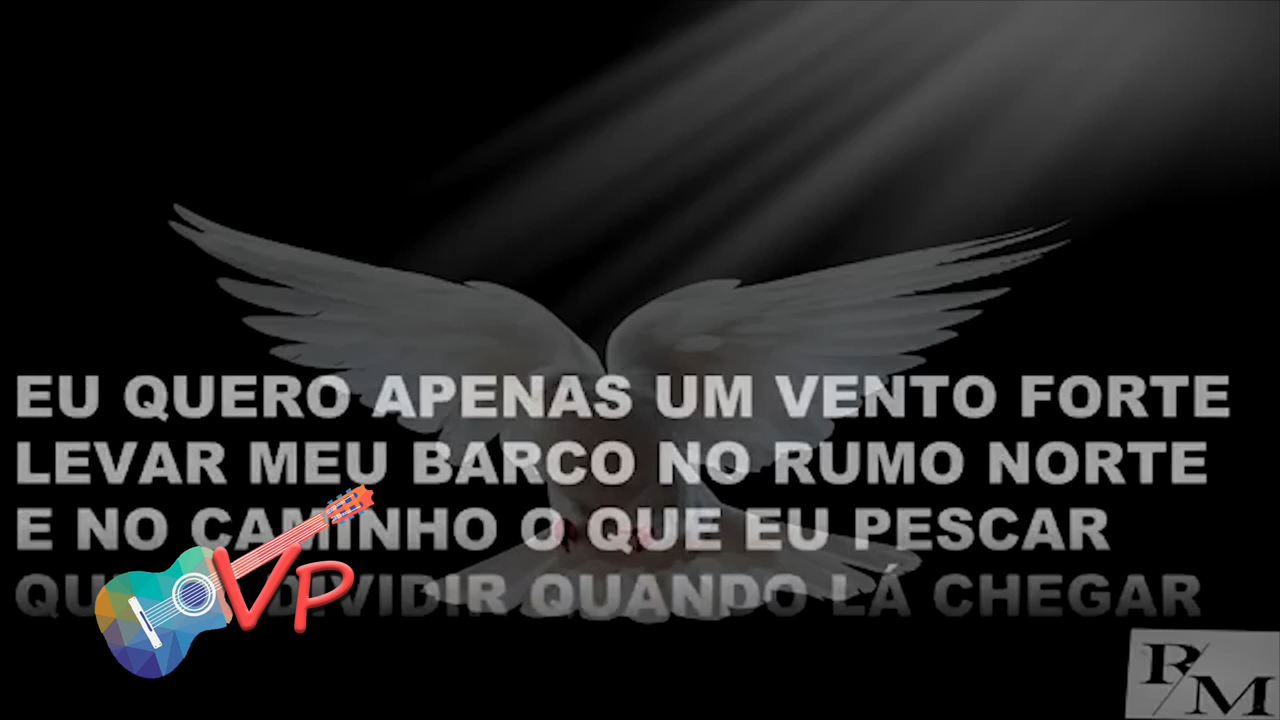 EU QUERO APENAS UM VENTO FORTE
LEVAR MEU BARCO NO RUMO NORTE
E NO CAMINHO O QUE EU PESCAR
DIVIDIR QUANDO LÁ CHEGAR
VP
R/M